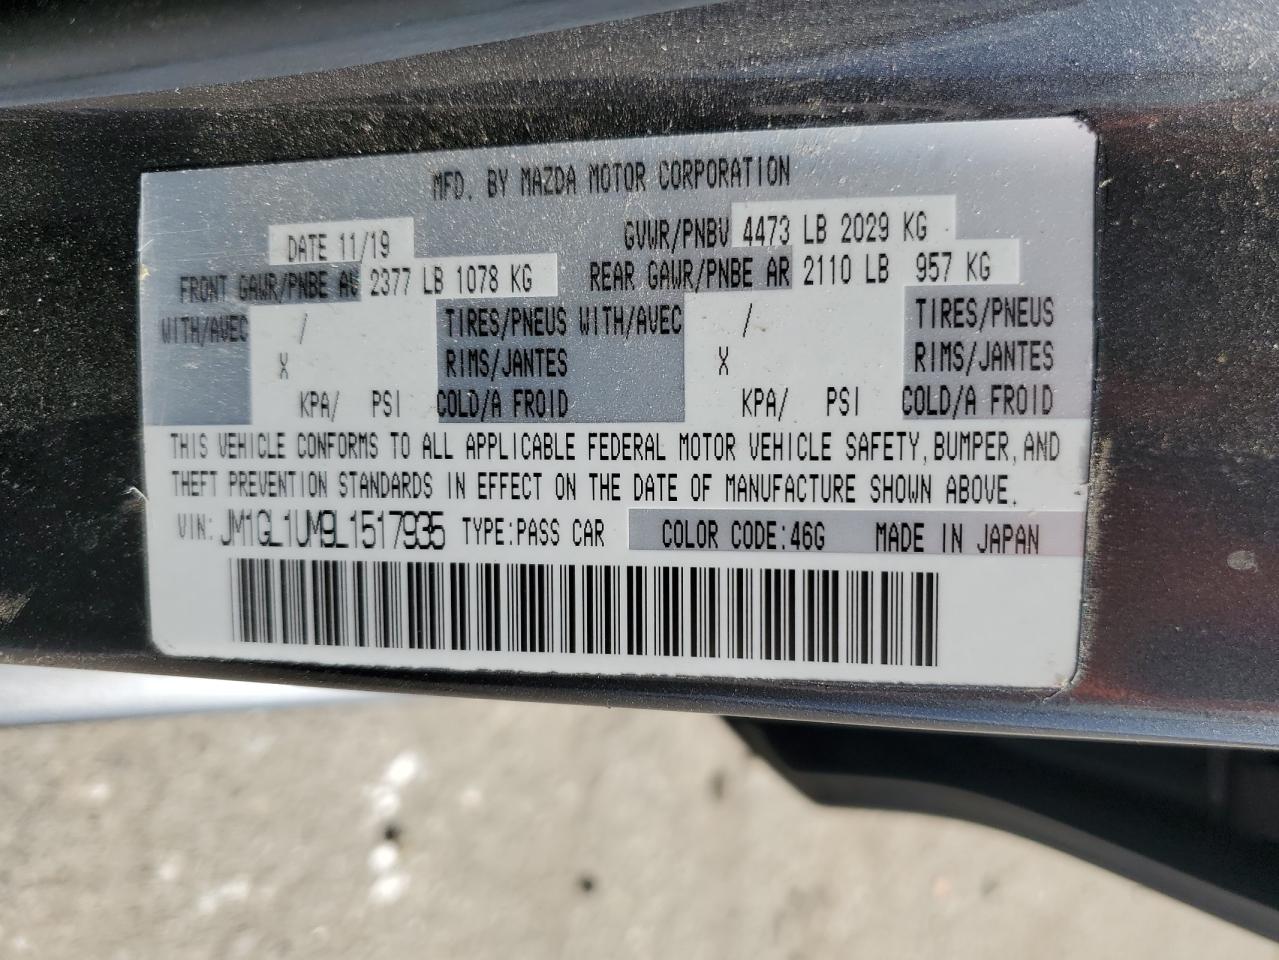 MFD. BY MAZDA MOTOR CORPORATION
DATE 11/19 GVWR/PNBV 4473 LB 2029 KG
FRONT GAWR/PNBE AV 2377 LB 1078 KG REAR GAWR/PNBE AR 2110 LB 957 KG
WITH/AVEC / TIRES/PNEUS WITH/AVEC / TIRES/PNEUS
X RIMS/JANTES X RIMS/JANTES
KPA/ PSI COLD/A FROID KPA/ PSI COLD/A FROID
THIS VEHICLE CONFORMS TO ALL APPLICABLE FEDERAL MOTOR VEHICLE SAFETY, BUMPER, AND
THEFT PREVENTION STANDARDS IN EFFECT ON THE DATE OF MANUFACTURE SHOWN ABOVE.
VIN: JM1GL1UM9L1517935 TYPE:PASS CAR COLOR CODE:46G MADE IN JAPAN